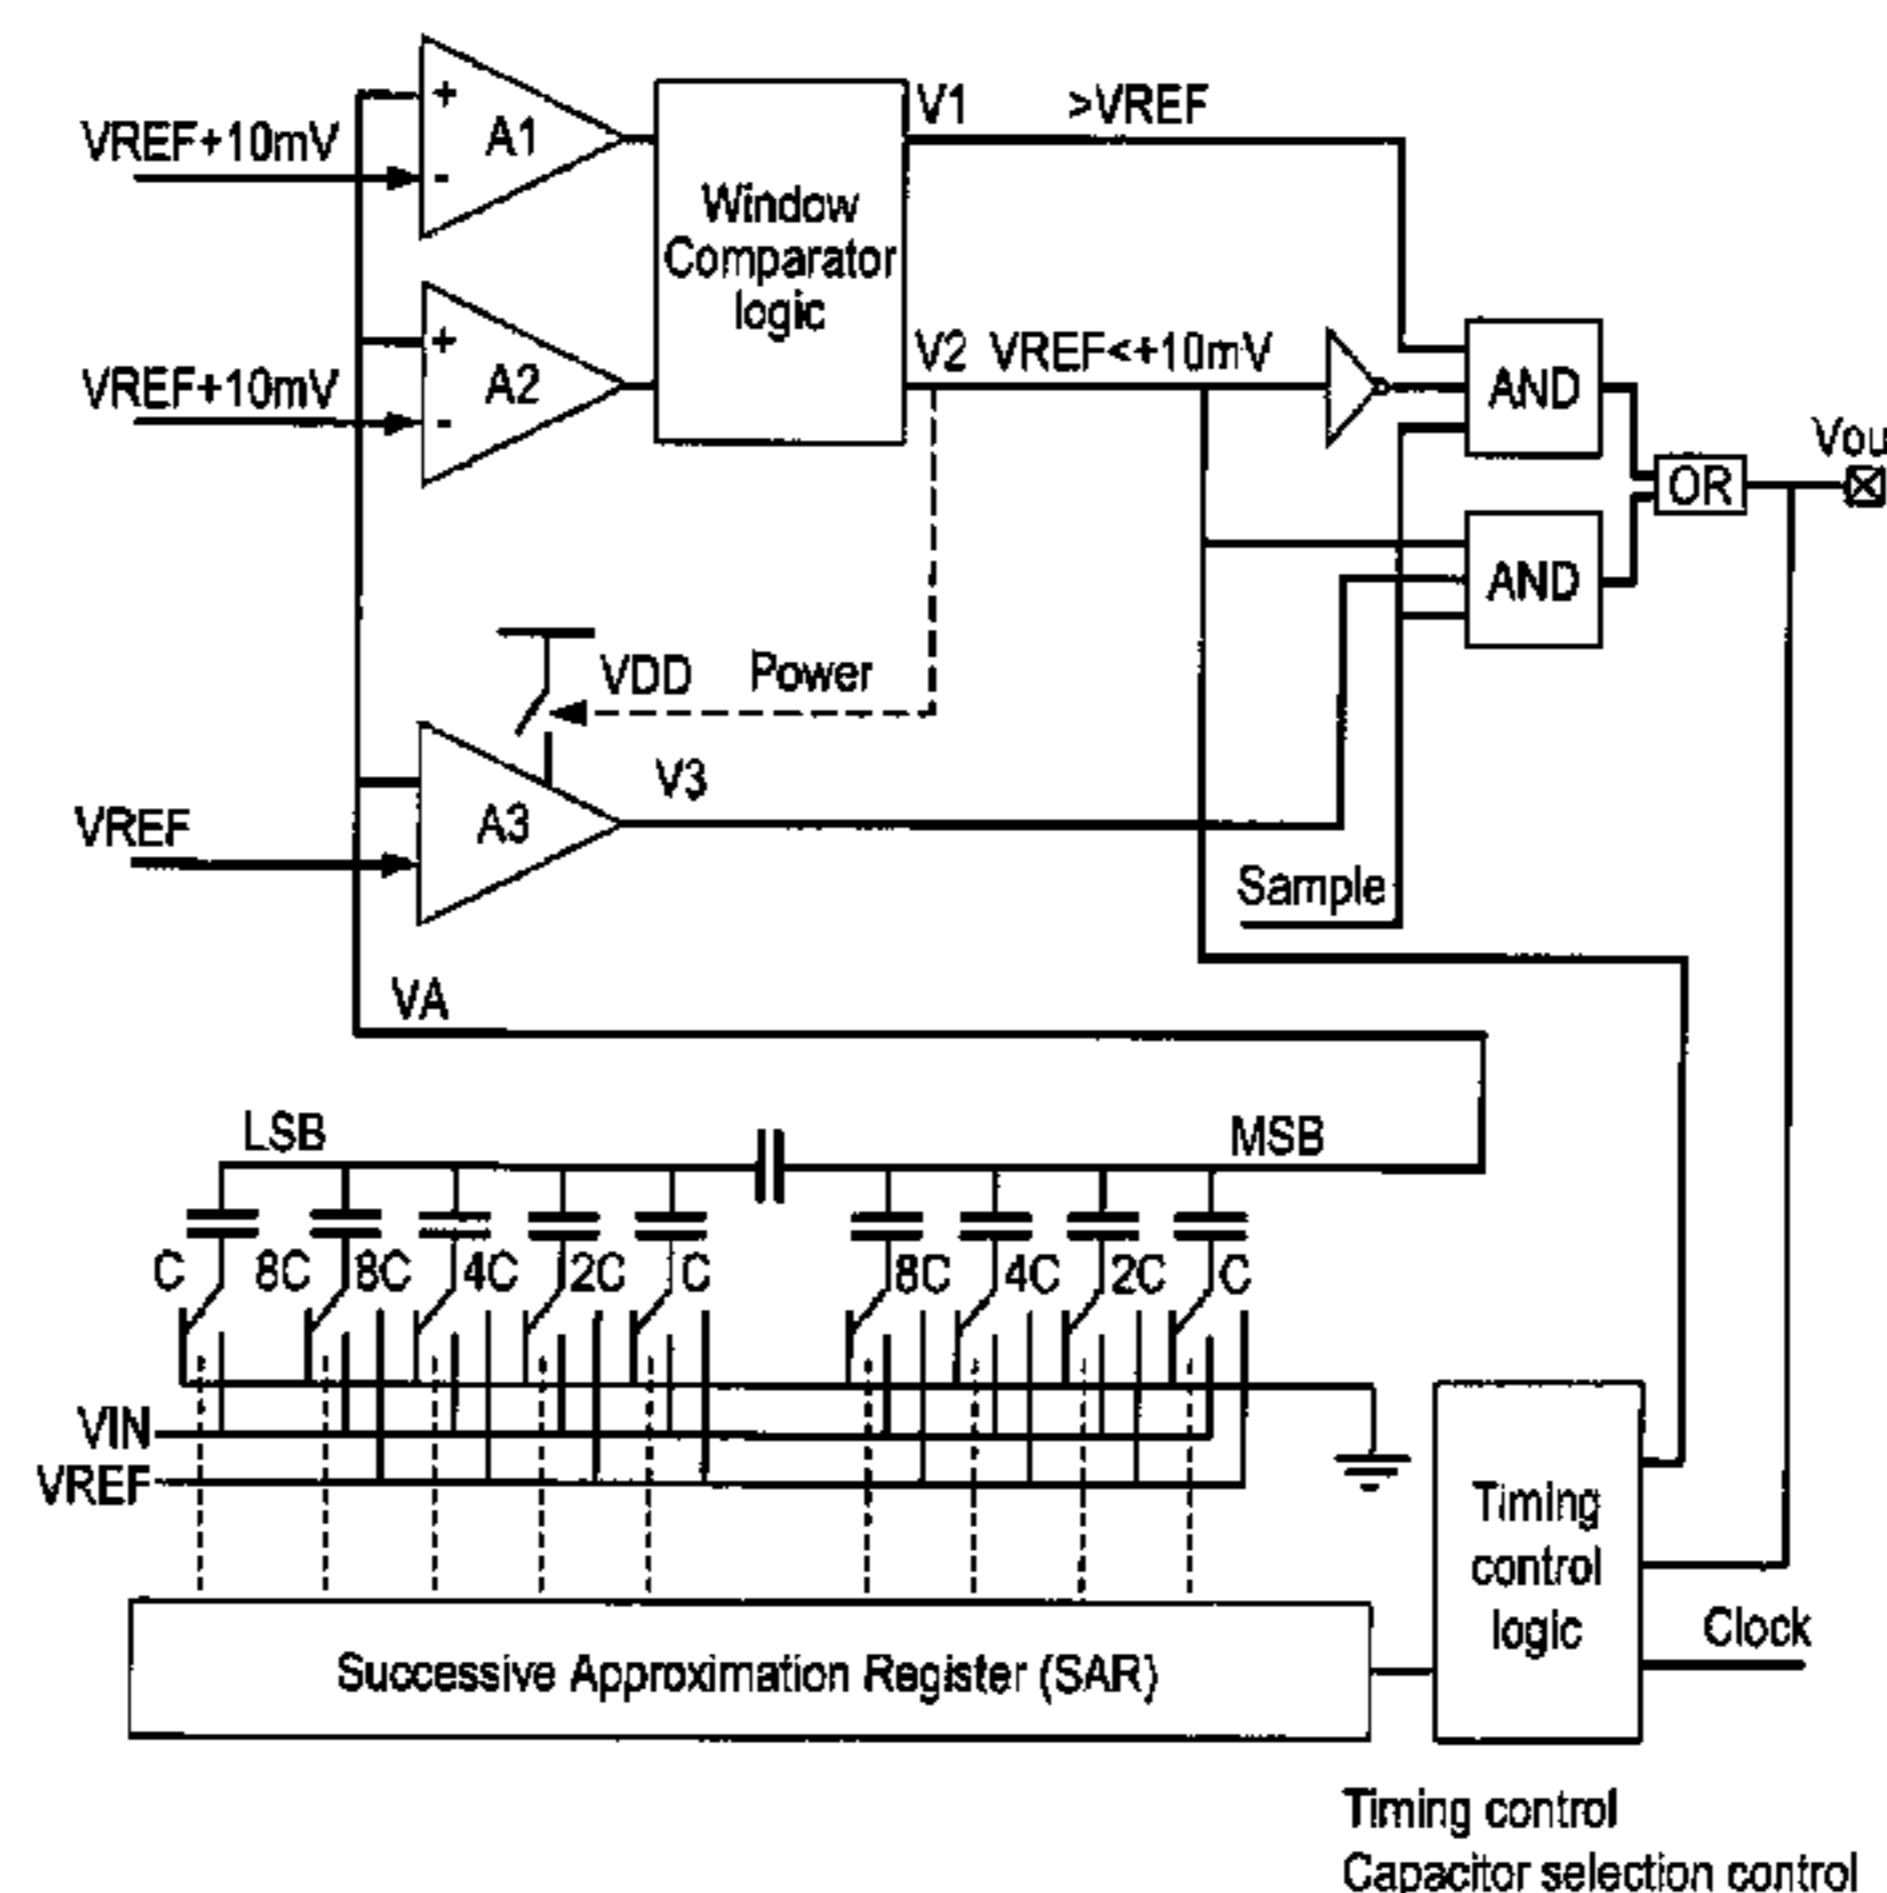 V1 >VREF
+
VREF+10mV
A1
-
Window
Comparator
logic
+
V2 VREF<+10mV
VREF+10mV
A2
-
AND
Vou
OR
AND
VDD Power
V3
VREF
A3
Sample
VA
LSB
MSB
C 8C 8C 4C 2C C 8C 4C 2C C
VIN
VREF
Timing
control
logic
Clock
Successive Approximation Register (SAR)
Timing control
Capacitor selection control